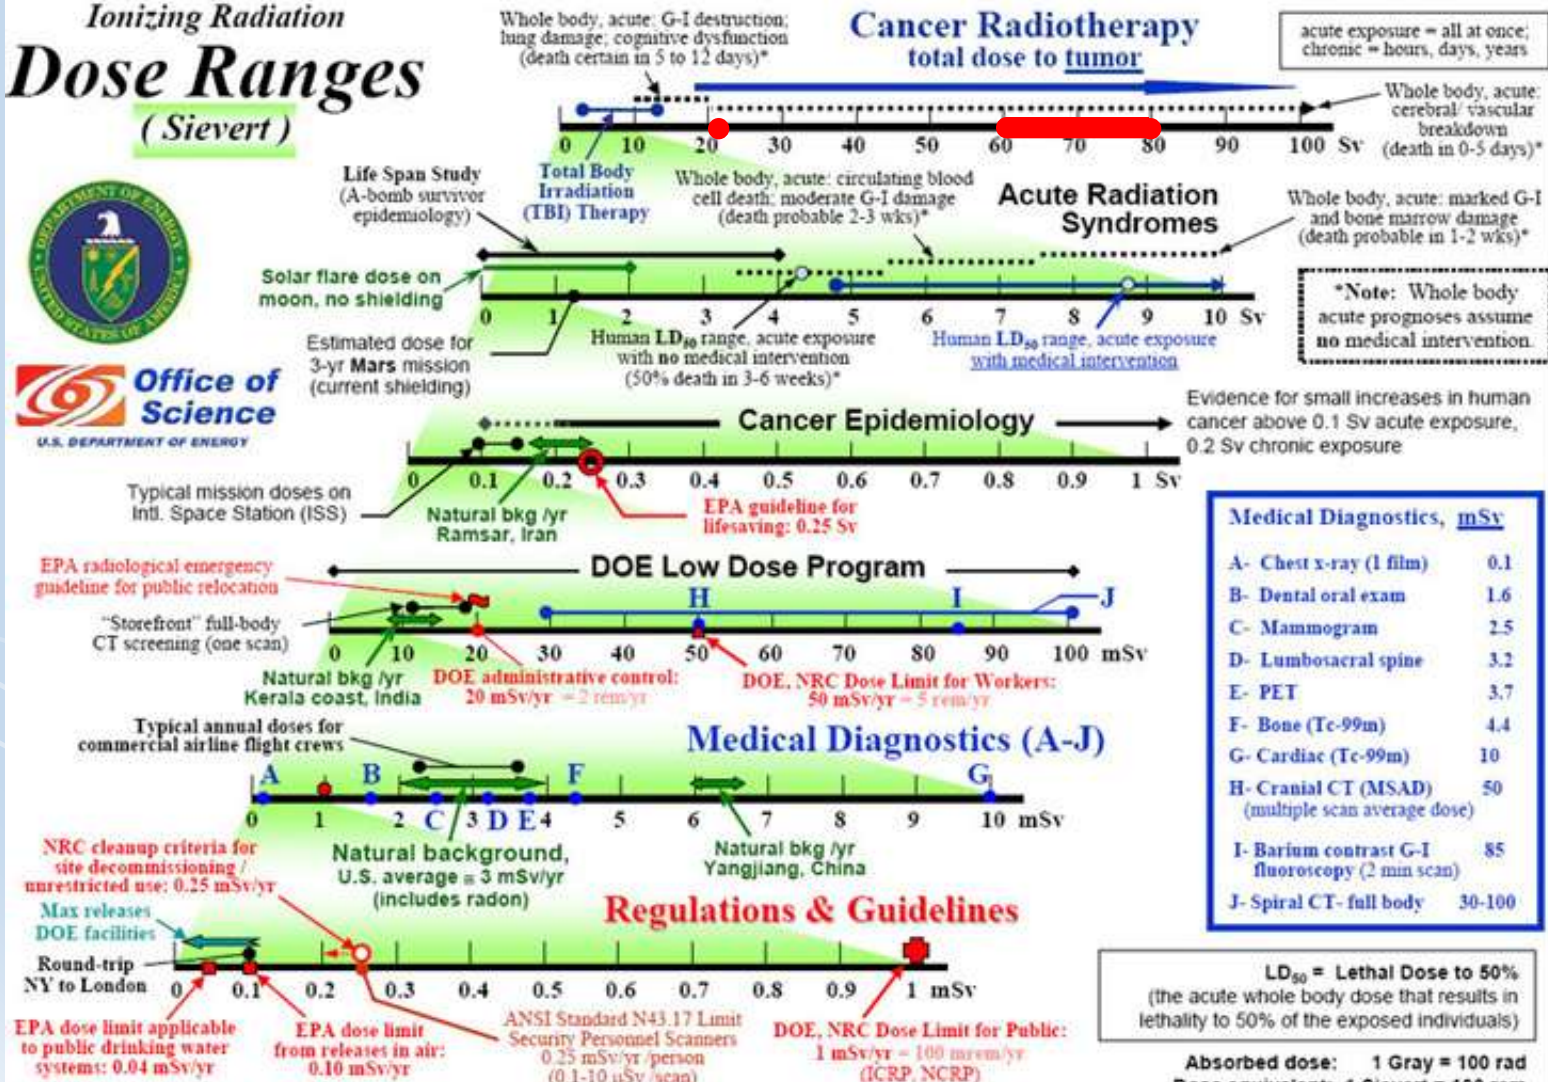 Ionizing Radiation
Dose Ranges
( Sievert )
Whole body, acute: G-I destruction;
lung damage; cognitive dysfunction
(death certain in 5 to 12 days)*
Cancer Radiotherapy
total dose to tumor
acute exposure = all at once;
chronic = hours, days, years
Whole body, acute:
cerebral/ vascular
breakdown
(death in 0-5 days)*
0 10 20 30 40 50 60 70 80 90 100 Sv
Total Body
Irradiation
(TBI) Therapy
Life Span Study
(A-bomb survivor
epidemiology)
Whole body, acute: circulating blood
cell death; moderate G-I damage
(death probable 2-3 wks)*
Acute Radiation
Syndromes
Whole body, acute: marked G-I
and bone marrow damage
(death probable in 1-2 wks)*
DEPARTMENT OF ENERGY
UNITED STATES OF AMERICA
Solar flare dose on
moon, no shielding
0 1 2 3 4 5 6 7 8 9 10 Sv
Estimated dose for
3-yr Mars mission
(current shielding)
Human LD50 range, acute exposure
with no medical intervention
(50% death in 3-6 weeks)*
Human LD50 range, acute exposure
with medical intervention
*Note: Whole body
acute prognoses assume
no medical intervention.
Office of
Science
U.S. DEPARTMENT OF ENERGY
Cancer Epidemiology
Evidence for small increases in human
cancer above 0.1 Sv acute exposure,
0.2 Sv chronic exposure
0 0.1 0.2 0.3 0.4 0.5 0.6 0.7 0.8 0.9 1 Sv
Typical mission doses on
Intl. Space Station (ISS)
Natural bkg /yr
Ramsar, Iran
EPA guideline for
lifesaving: 0.25 Sv
EPA radiological emergency
guideline for public relocation
DOE Low Dose Program
"Storefront" full-body
CT screening (one scan)
H I J
0 10 20 30 40 50 60 70 80 90 100 mSv
Natural bkg /yr
Kerala coast, India
DOE administrative control:
20 mSv/yr = 2 rem/yr
DOE, NRC Dose Limit for Workers:
50 mSv/yr = 5 rem/yr
Typical annual doses for
commercial airline flight crews
Medical Diagnostics (A-J)
A B F G
0 1 2 C 3 D E 4 5 6 7 8 9 10 mSv
Natural background,
U.S. average = 3 mSv/yr
(includes radon)
Natural bkg /yr
Yangjiang, China
NRC cleanup criteria for
site decommissioning /
unrestricted use: 0.25 mSv/yr
Max releases
DOE facilities
Regulations & Guidelines
Round-trip
NY to London
0 0.1 0.2 0.3 0.4 0.5 0.6 0.7 0.8 0.9 1 mSv
EPA dose limit applicable
to public drinking water
systems: 0.04 mSv/yr
EPA dose limit
from releases in air:
0.10 mSv/yr
ANSI Standard N43.17 Limit
Security Personnel Scanners
0.25 mSv/yr /person
(0.1-10 µSv /scan)
DOE, NRC Dose Limit for Public:
1 mSv/yr = 100 mrem/yr
(ICRP, NCRP)
Medical Diagnostics, mSv
A- Chest x-ray (1 film) 0.1
B- Dental oral exam 1.6
C- Mammogram 2.5
D- Lumbosacral spine 3.2
E- PET 3.7
F- Bone (Tc-99m) 4.4
G- Cardiac (Tc-99m) 10
H- Cranial CT (MSAD) 50
(multiple scan average dose)
I- Barium contrast G-I 85
fluoroscopy (2 min scan)
J- Spiral CT- full body 30-100
LD50 = Lethal Dose to 50%
(the acute whole body dose that results in
lethality to 50% of the exposed individuals)
Absorbed dose: 1 Gray = 100 rad